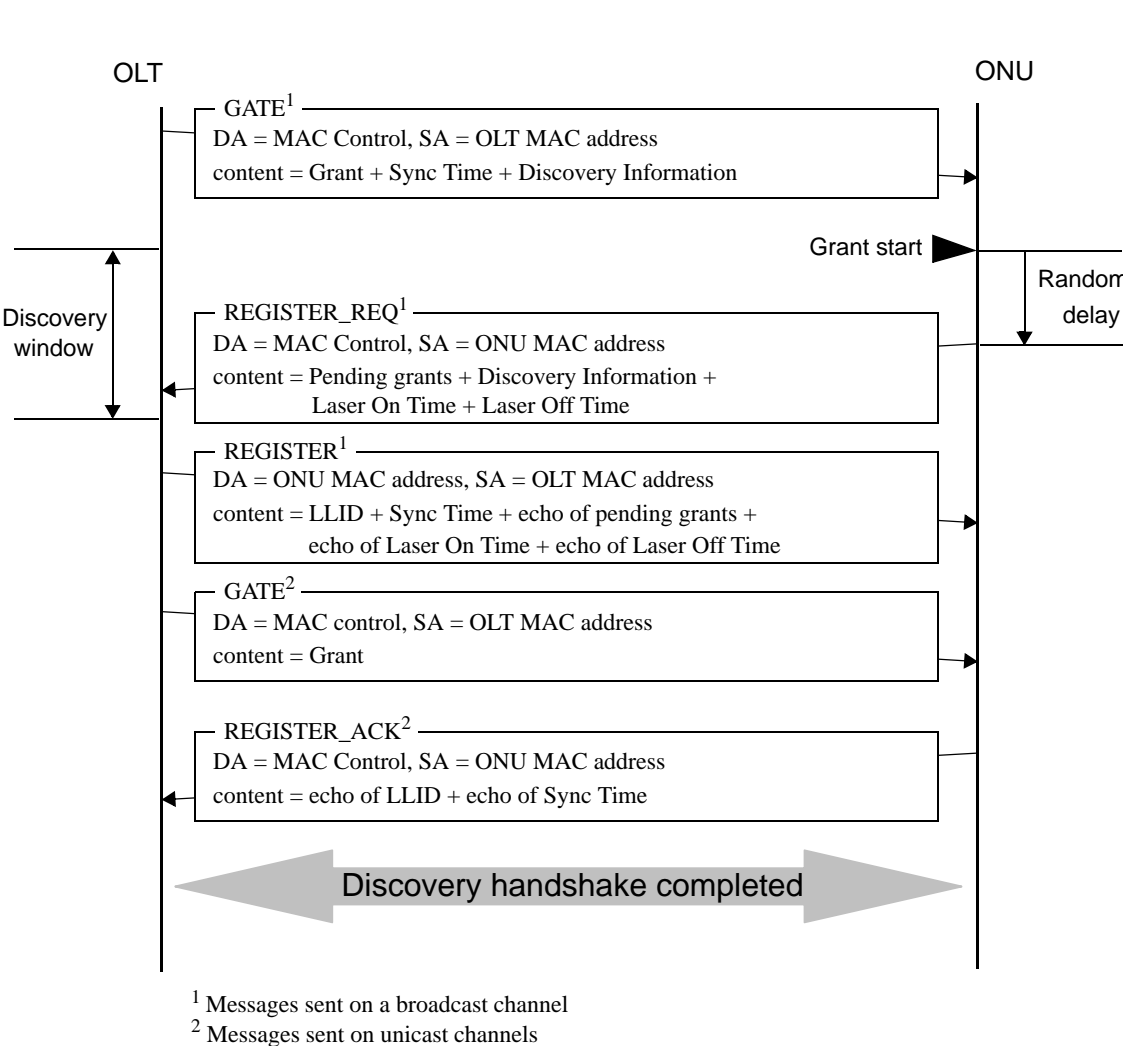 OLT
ONU
GATE1
DA = MAC Control, SA = OLT MAC address
content = Grant + Sync Time + Discovery Information
Grant start
Random
delay
Discovery
window
REGISTER_REQ1
DA = MAC Control, SA = ONU MAC address
content = Pending grants + Discovery Information +
Laser On Time + Laser Off Time
REGISTER1
DA = ONU MAC address, SA = OLT MAC address
content = LLID + Sync Time + echo of pending grants +
echo of Laser On Time + echo of Laser Off Time
GATE2
DA = MAC control, SA = OLT MAC address
content = Grant
REGISTER_ACK2
DA = MAC Control, SA = ONU MAC address
content = echo of LLID + echo of Sync Time
Discovery handshake completed
1 Messages sent on a broadcast channel
2 Messages sent on unicast channels